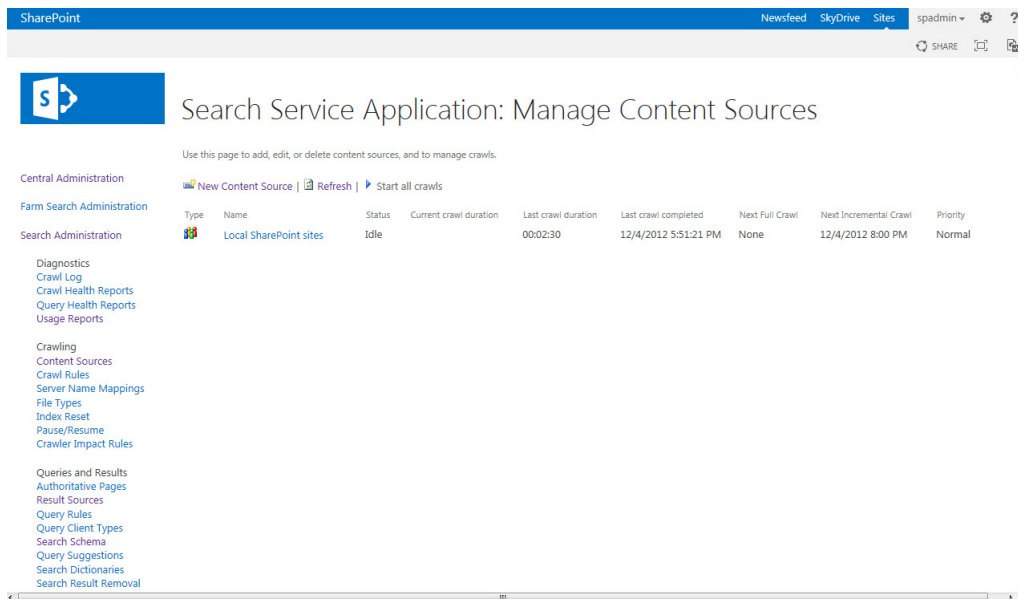 SharePoint
Newsfeed SkyDrive Sites spadmin ?
SHARE
S
Search Service Application: Manage Content Sources
Use this page to add, edit, or delete content sources, and to manage crawls.
New Content Source | Refresh | Start all crawls
Type Name Status Current crawl duration Last crawl duration Last crawl completed Next Full Crawl Next Incremental Crawl Priority
Local SharePoint sites Idle 00:02:30 12/4/2012 5:51:21 PM None 12/4/2012 8:00 PM Normal
Central Administration
Farm Search Administration
Search Administration
Diagnostics
Crawl Log
Crawl Health Reports
Query Health Reports
Usage Reports
Crawling
Content Sources
Crawl Rules
Server Name Mappings
File Types
Index Reset
Pause/Resume
Crawler Impact Rules
Queries and Results
Authoritative Pages
Result Sources
Query Rules
Query Client Types
Search Schema
Query Suggestions
Search Dictionaries
Search Result Removal